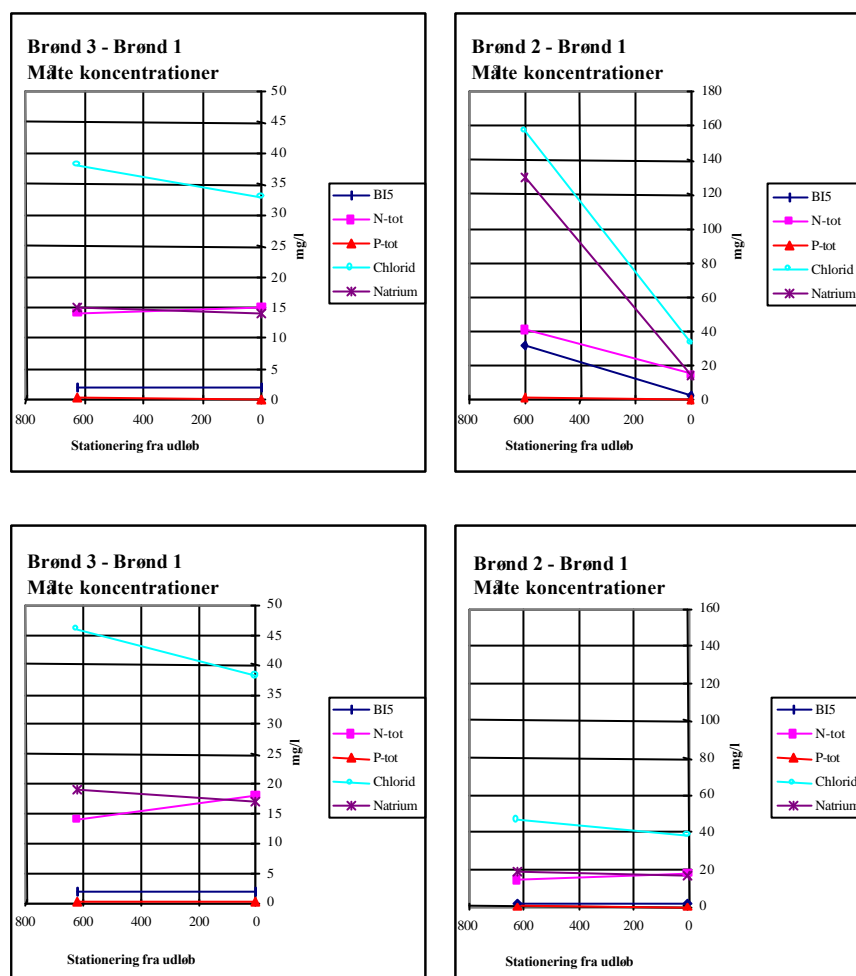 Brønd 3 - Brønd 1
Målte koncentrationer
50
45
40
35
30
25
20
15
10
5
0
mg/l
800
600
400
200
0
Stationering fra udløb
BI5
N-tot
P-tot
Chlorid
Natrium
Brønd 2 - Brønd 1
Målte koncentrationer
180
160
140
120
100
80
60
40
20
0
mg/l
800
600
400
200
0
Stationering fra udløb
BI5
N-tot
P-tot
Chlorid
Natrium
Brønd 3 - Brønd 1
Målte koncentrationer
50
45
40
35
30
25
20
15
10
5
0
mg/l
800
600
400
200
0
Stationering fra udløb
BI5
N-tot
P-tot
Chlorid
Natrium
Brønd 2 - Brønd 1
Målte koncentrationer
160
140
120
100
80
60
40
20
0
mg/l
800
600
400
200
0
Stationering fra udløb
BI5
N-tot
P-tot
Chlorid
Natrium